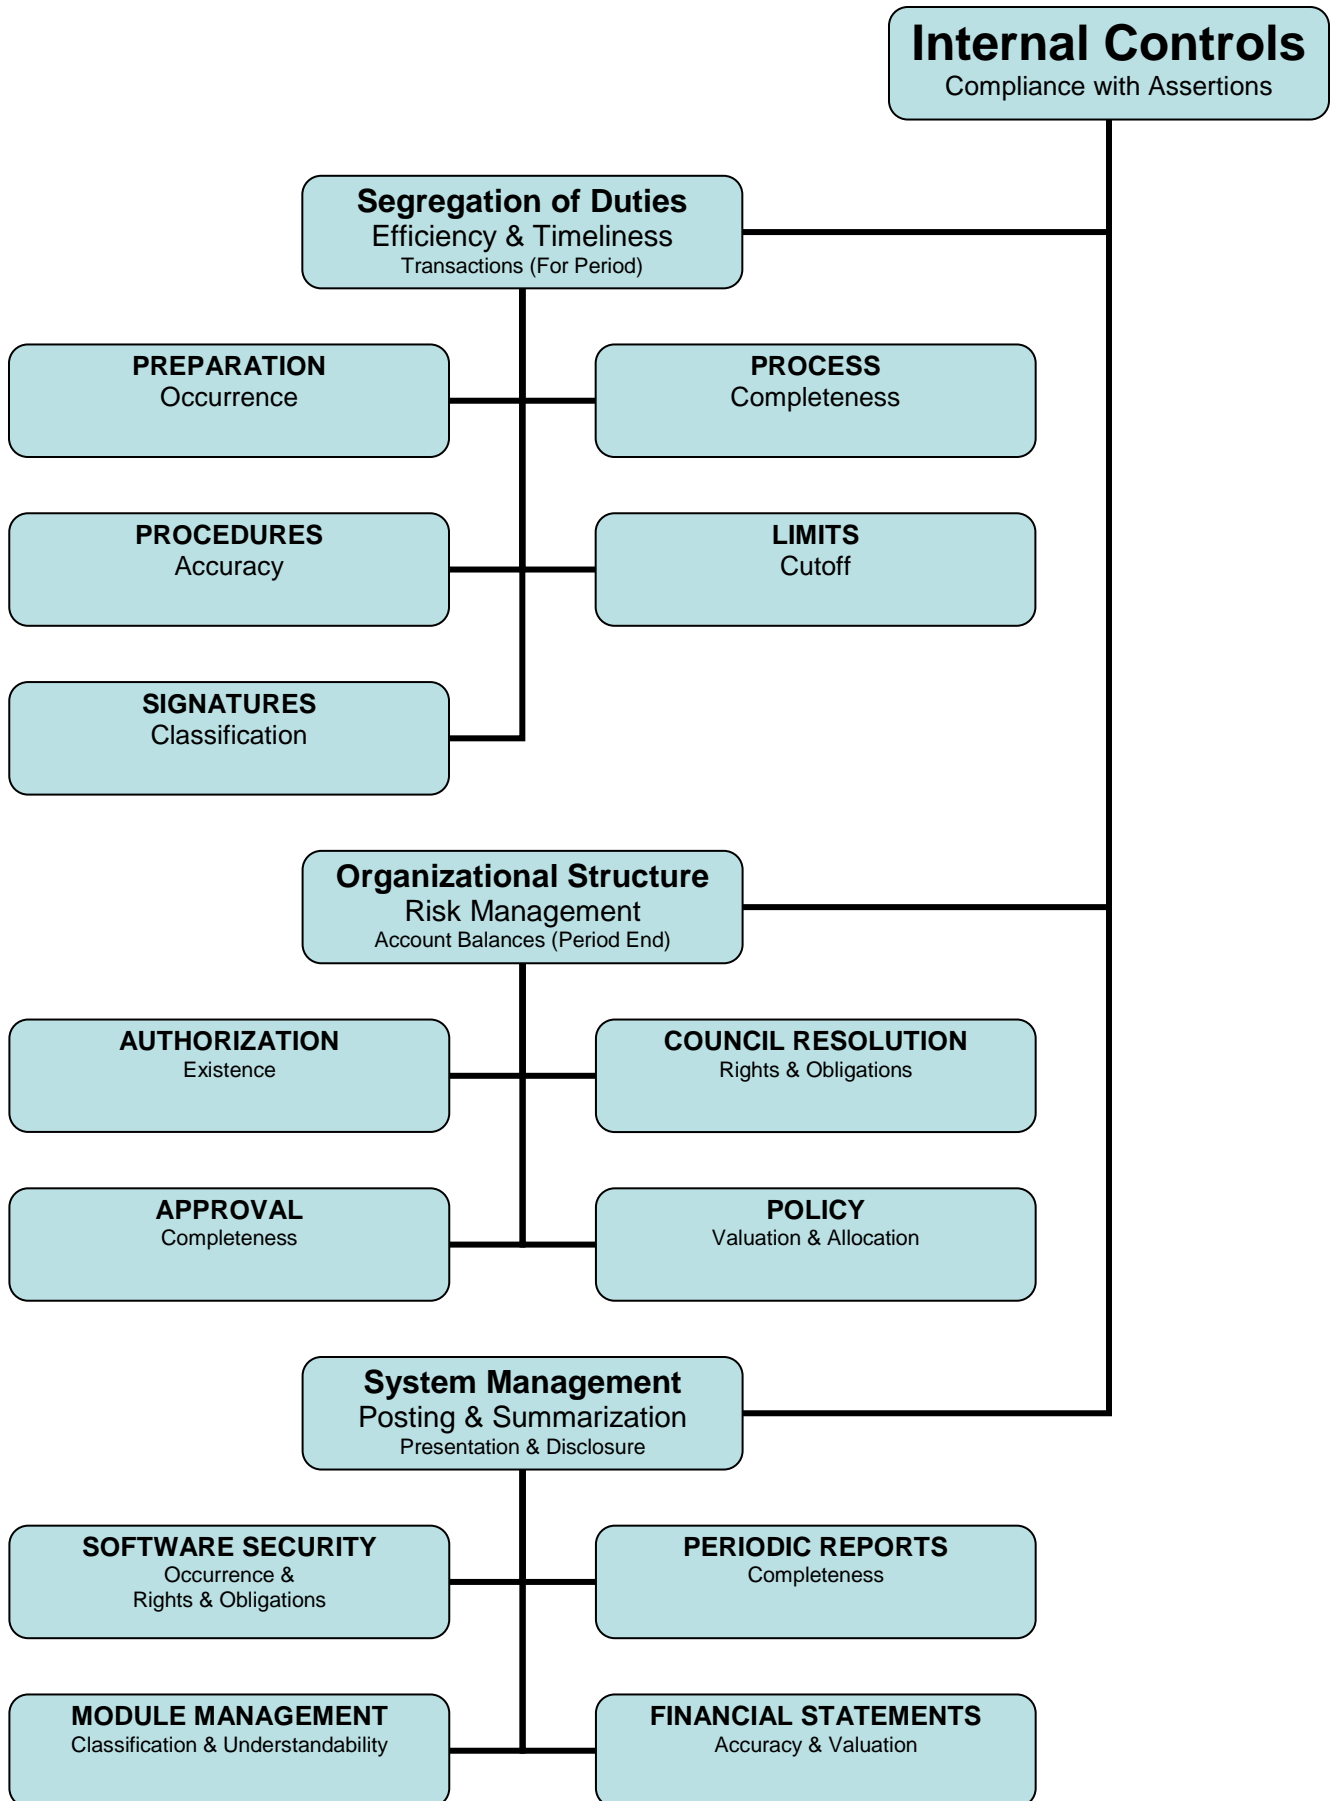 Internal Controls
Compliance with Assertions
Segregation of Duties
Efficiency & Timeliness
Transactions (For Period)
PREPARATION
Occurrence
PROCESS
Completeness
PROCEDURES
Accuracy
LIMITS
Cutoff
SIGNATURES
Classification
Organizational Structure
Risk Management
Account Balances (Period End)
AUTHORIZATION
Existence
COUNCIL RESOLUTION
Rights & Obligations
APPROVAL
Completeness
POLICY
Valuation & Allocation
System Management
Posting & Summarization
Presentation & Disclosure
SOFTWARE SECURITY
Occurrence &
Rights & Obligations
PERIODIC REPORTS
Completeness
MODULE MANAGEMENT
Classification & Understandability
FINANCIAL STATEMENTS
Accuracy & Valuation